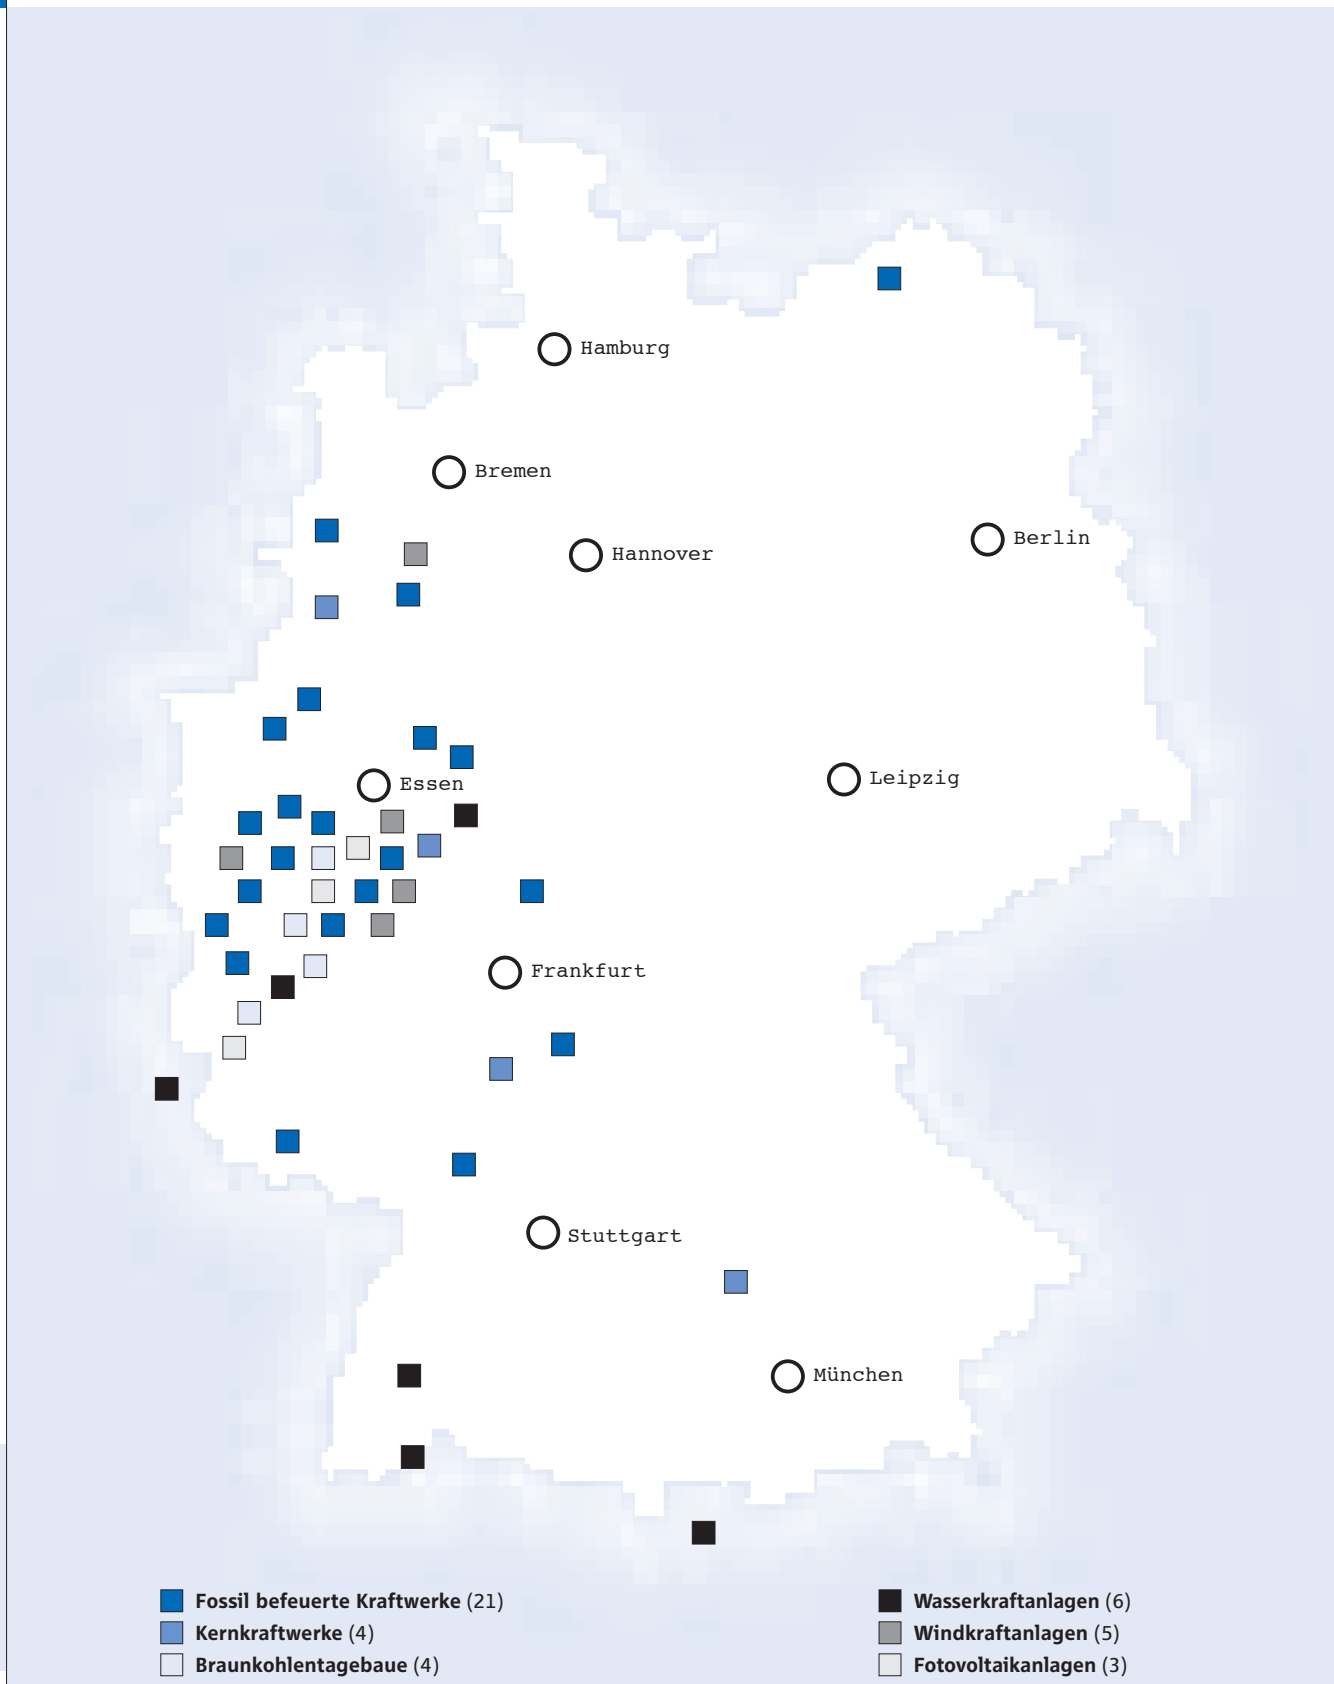 Hamburg
Bremen
Berlin
Hannover
Leipzig
Essen
Frankfurt
Stuttgart
München
Fossil befeuerte Kraftwerke (21)
Kernkraftwerke (4)
Braunkohlentagebaue (4)
Wasserkraftanlagen (6)
Windkraftanlagen (5)
Fotovoltaikanlagen (3)